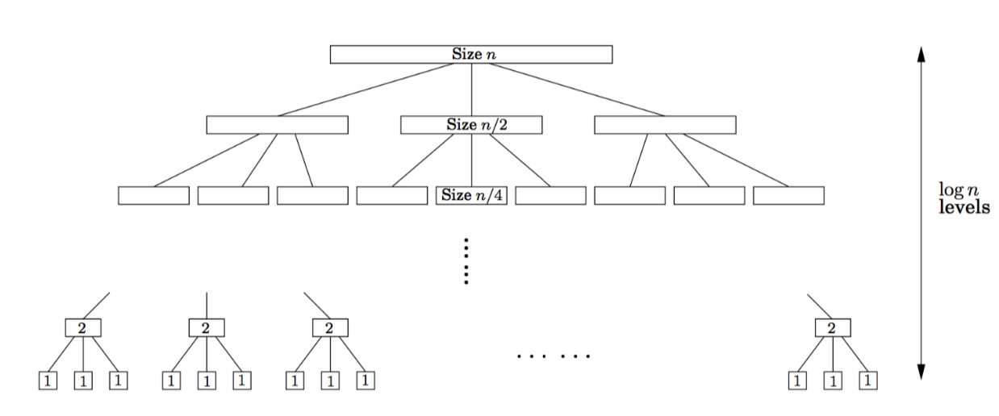 Size n
Size n/2
Size n/4
log n
levels
2 2 2 2
1 1 1 1 1 1 1 1 1 1 1 1